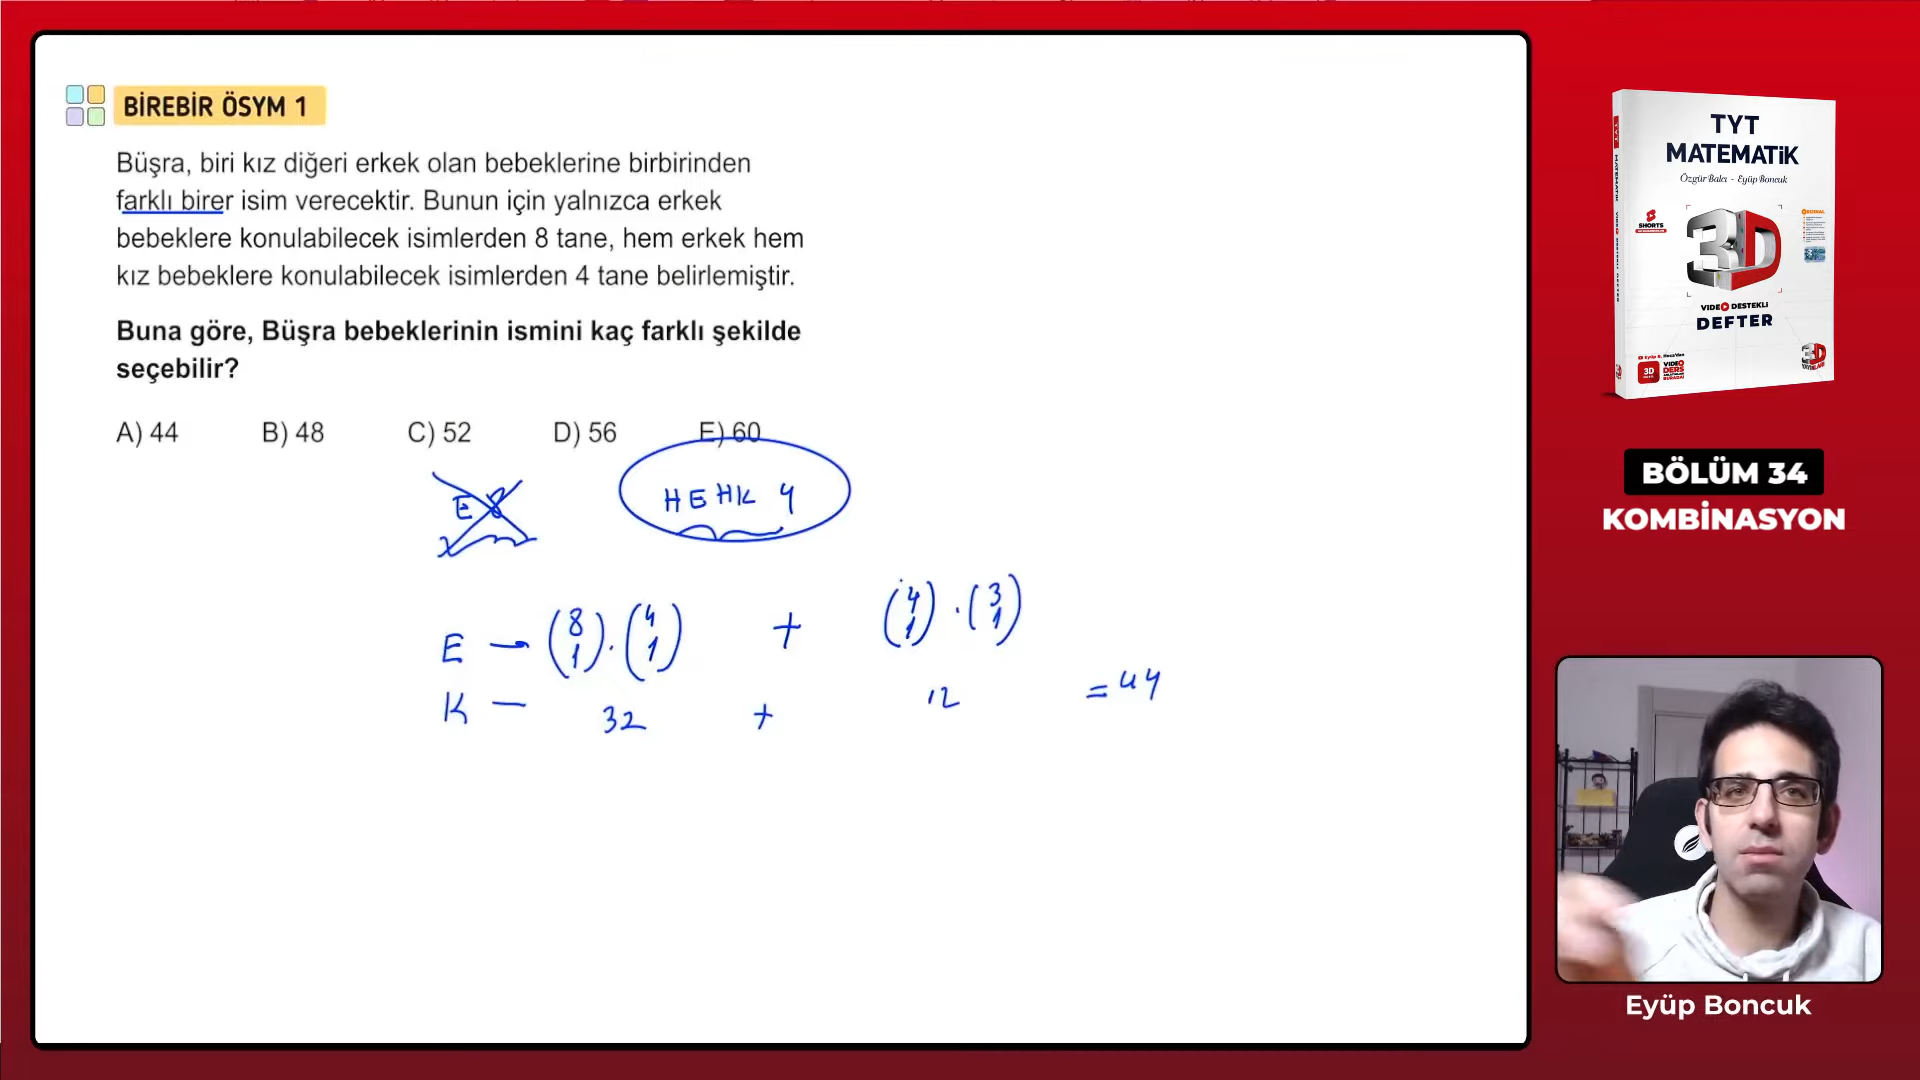 BİREBİR ÖSYM 1
Büşra, biri kız diğeri erkek olan bebeklerine birbirinden
farklı birer isim verecektir. Bunun için yalnızca erkek
bebeklere konulabilecek isimlerden 8 tane, hem erkek hem
kız bebeklere konulabilecek isimlerden 4 tane belirlemiştir.
Buna göre, Büşra bebeklerinin ismini kaç farklı şekilde
seçebilir?
A) 44 B) 48 C) 52 D) 56 E) 60
E 8 HEHK 4
E → (8 1) · (4 1) + (4 1) · (3 1)
K — 32 + 12 = 44
TYT
MATEMATİK
Özgür Balcı - Eyüp Boncuk
SHORTS
3D
VIDEO DESTEKLİ
DEFTER
BÖLÜM 34
KOMBİNASYON
Eyüp Boncuk